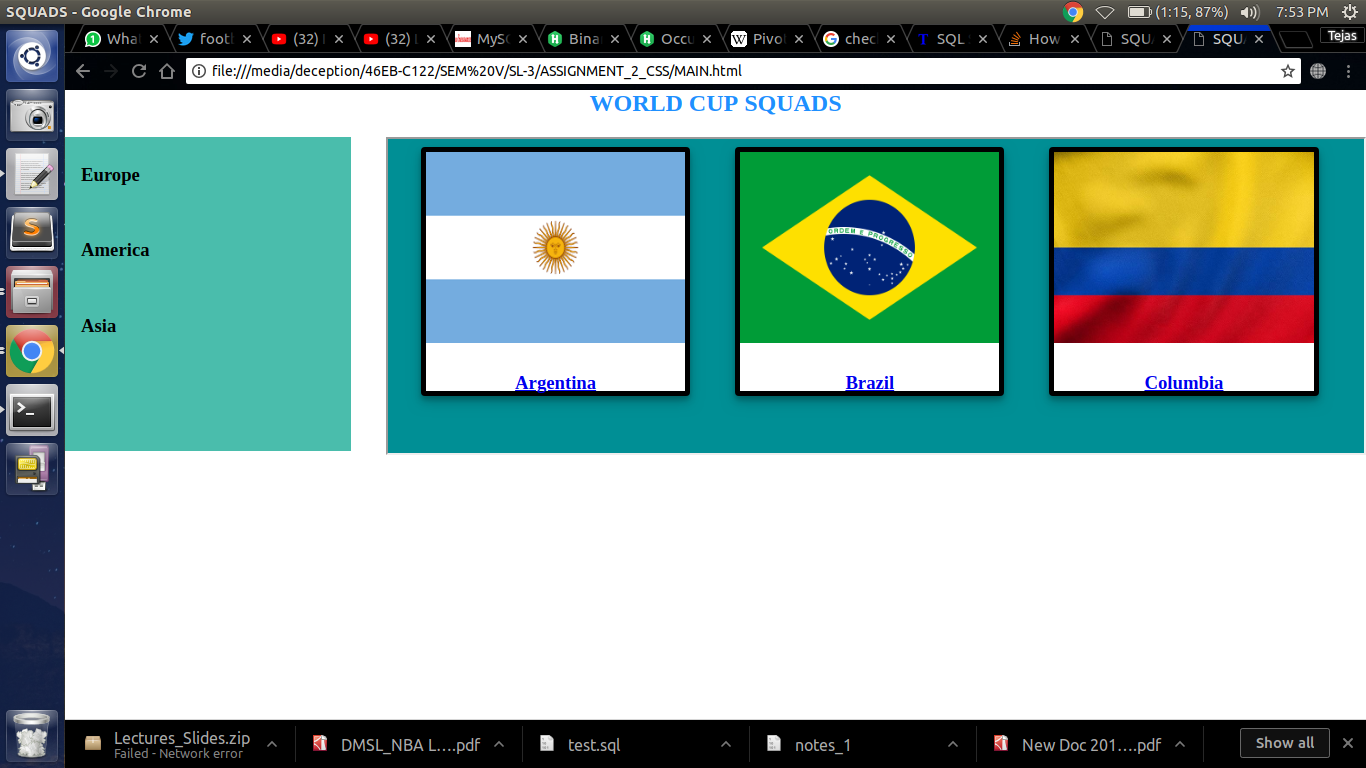 SQUADS - Google Chrome
(1:15, 87%) 7:53 PM
What
footl
(32) I
(32) L
MySQ
Bina
Occu
W Pivo
G chec
T SQL
How
SQU
SQU
Tejas
file:///media/deception/46EB-C122/SEM%20V/SL-3/ASSIGNMENT_2_CSS/MAIN.html
WORLD CUP SQUADS
Europe
America
Asia
ORDEM E PROGRESSO
Argentina
Brazil
Columbia
Lectures_Slides.zip
Failed - Network error
DMSL_NBA L....pdf
test.sql
notes_1
New Doc 201....pdf
Show all